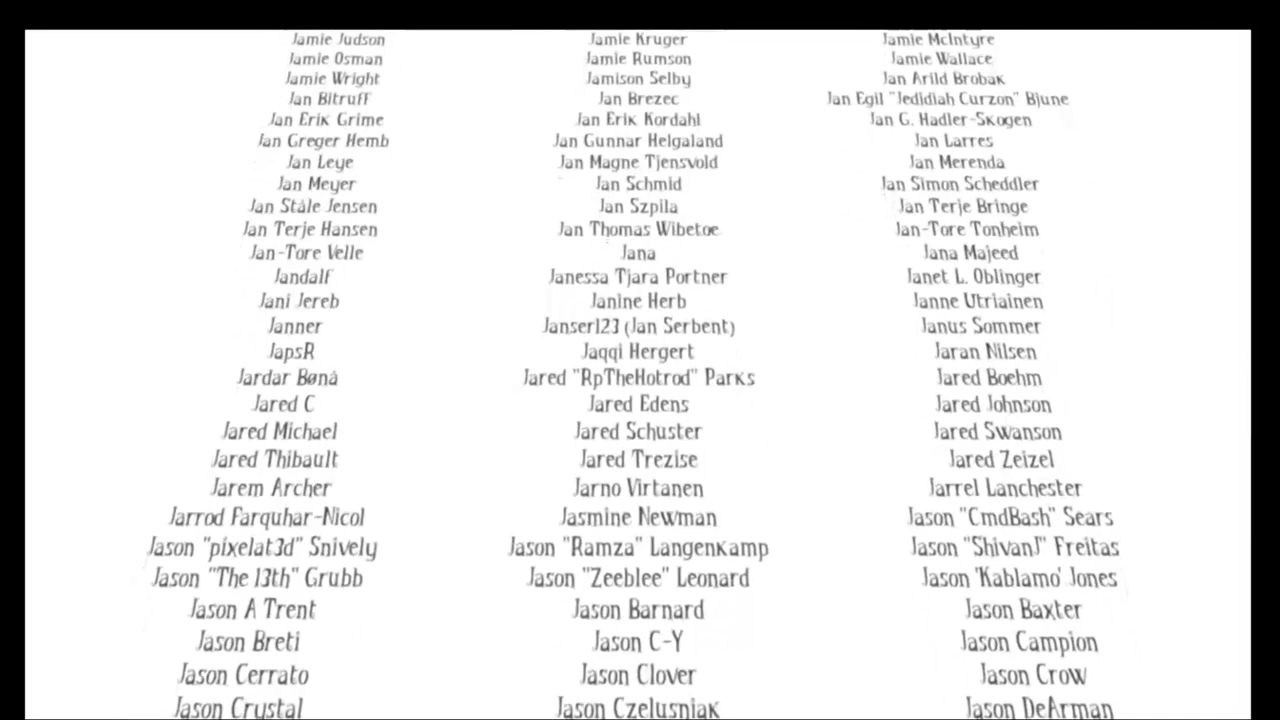 Jamie Judson Jamie Kruger Jamie McIntyre
Jamie Osman Jamie Rumson Jamie Wallace
Jamie Wright Jamison Selby Jan Arild Brobak
Jan Bitruff Jan Brezec Jan Egil "Jedidiah Curzon" Bjune
Jan Erik Grime Jan Erik Kordahl Jan G. Hadler-Skogen
Jan Greger Hemb Jan Gunnar Helgaland Jan Larres
Jan Leye Jan Magne Tjensvold Jan Merenda
Jan Meyer Jan Schmid Jan Simon Scheddler
Jan Ståle Jensen Jan Szpila Jan Terje Bringe
Jan Terje Hansen Jan Thomas Wibetoe Jan-Tore Tonheim
Jan-Tore Velle Jana Jana Majeed
Jandalf Janessa Tjara Portner Janet L. Oblinger
Jani Jereb Janine Herb Janne Utriainen
Janner Janser123 (Jan Serbent) Janus Sommer
JapsR Jaqqi Hergert Jaran Nilsen
Jardar Bønå Jared "RpTheHotrod" Parks Jared Boehm
Jared C Jared Edens Jared Johnson
Jared Michael Jared Schuster Jared Swanson
Jared Thibault Jared Trezise Jared Zeizel
Jarem Archer Jarno Virtanen Jarrel Lanchester
Jarrod Farquhar-Nicol Jasmine Newman Jason "CmdBash" Sears
Jason "pixelat3d" Snively Jason "Ramza" Langenkamp Jason "ShivanJ" Freitas
Jason "The 13th" Grubb Jason "Zeeblee" Leonard Jason 'Kablamo' Jones
Jason A Trent Jason Barnard Jason Baxter
Jason Breti Jason C-Y Jason Campion
Jason Cerrato Jason Clover Jason Crow
Jason Crystal Jason Czelusniak Jason DeArman